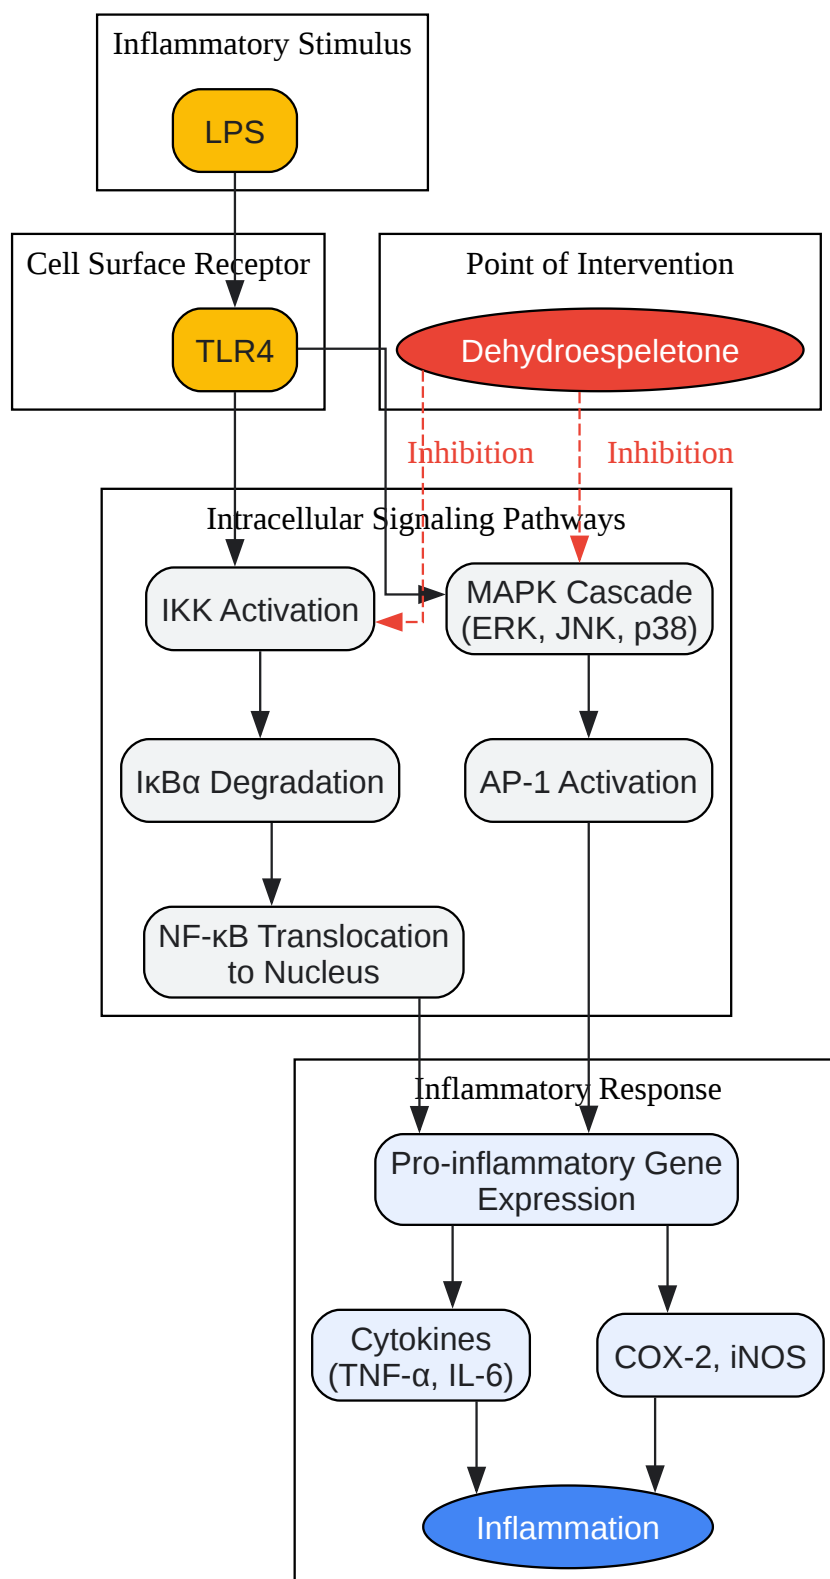 Inflammatory Stimulus
LPS
Cell Surface Receptor
Point of Intervention
TLR4
Dehydroespeletone
Inhibition
Inhibition
Intracellular Signaling Pathways
IKK Activation
MAPK Cascade
(ERK, JNK, p38)
IκBα Degradation
AP-1 Activation
NF-κB Translocation
to Nucleus
Inflammatory Response
Pro-inflammatory Gene
Expression
Cytokines
(TNF-α, IL-6)
COX-2, iNOS
Inflammation